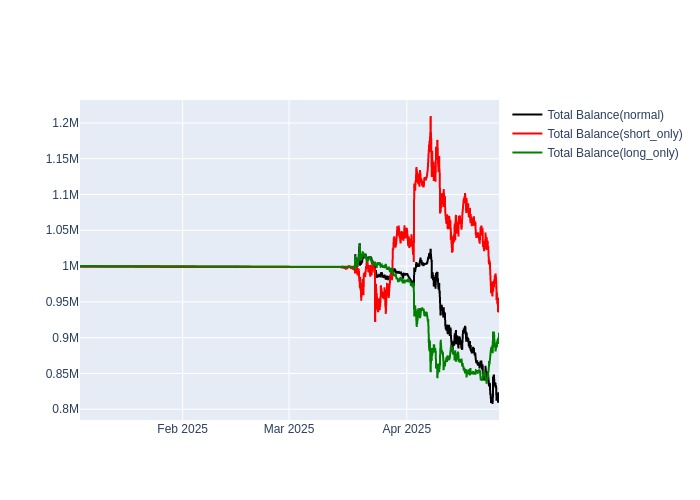 1.2M
1.15M
1.1M
1.05M
1M
0.95M
0.9M
0.85M
0.8M
Feb 2025 Mar 2025 Apr 2025
Total Balance(normal)
Total Balance(short_only)
Total Balance(long_only)